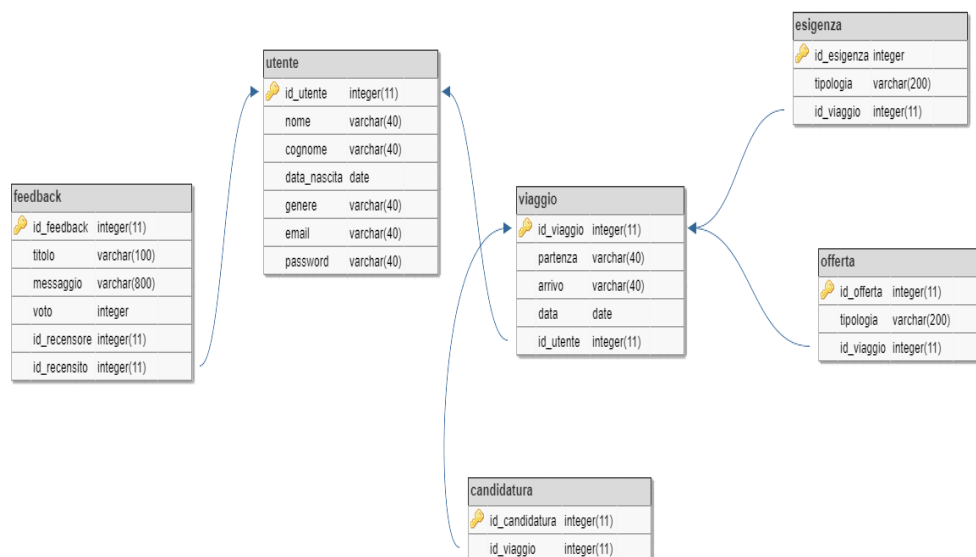 esigenza
id_esigenza integer
tipologia varchar(200)
id_viaggio integer(11)
utente
id_utente integer(11)
nome varchar(40)
cognome varchar(40)
data_nascita date
genere varchar(40)
email varchar(40)
password varchar(40)
feedback
id_feedback integer(11)
titolo varchar(100)
messaggio varchar(800)
voto integer
id_recensore integer(11)
id_recensito integer(11)
viaggio
id_viaggio integer(11)
partenza varchar(40)
arrivo varchar(40)
data date
id_utente integer(11)
offerta
id_offerta integer(11)
tipologia varchar(200)
id_viaggio integer(11)
candidatura
id_candidatura integer(11)
id_viaggio integer(11)